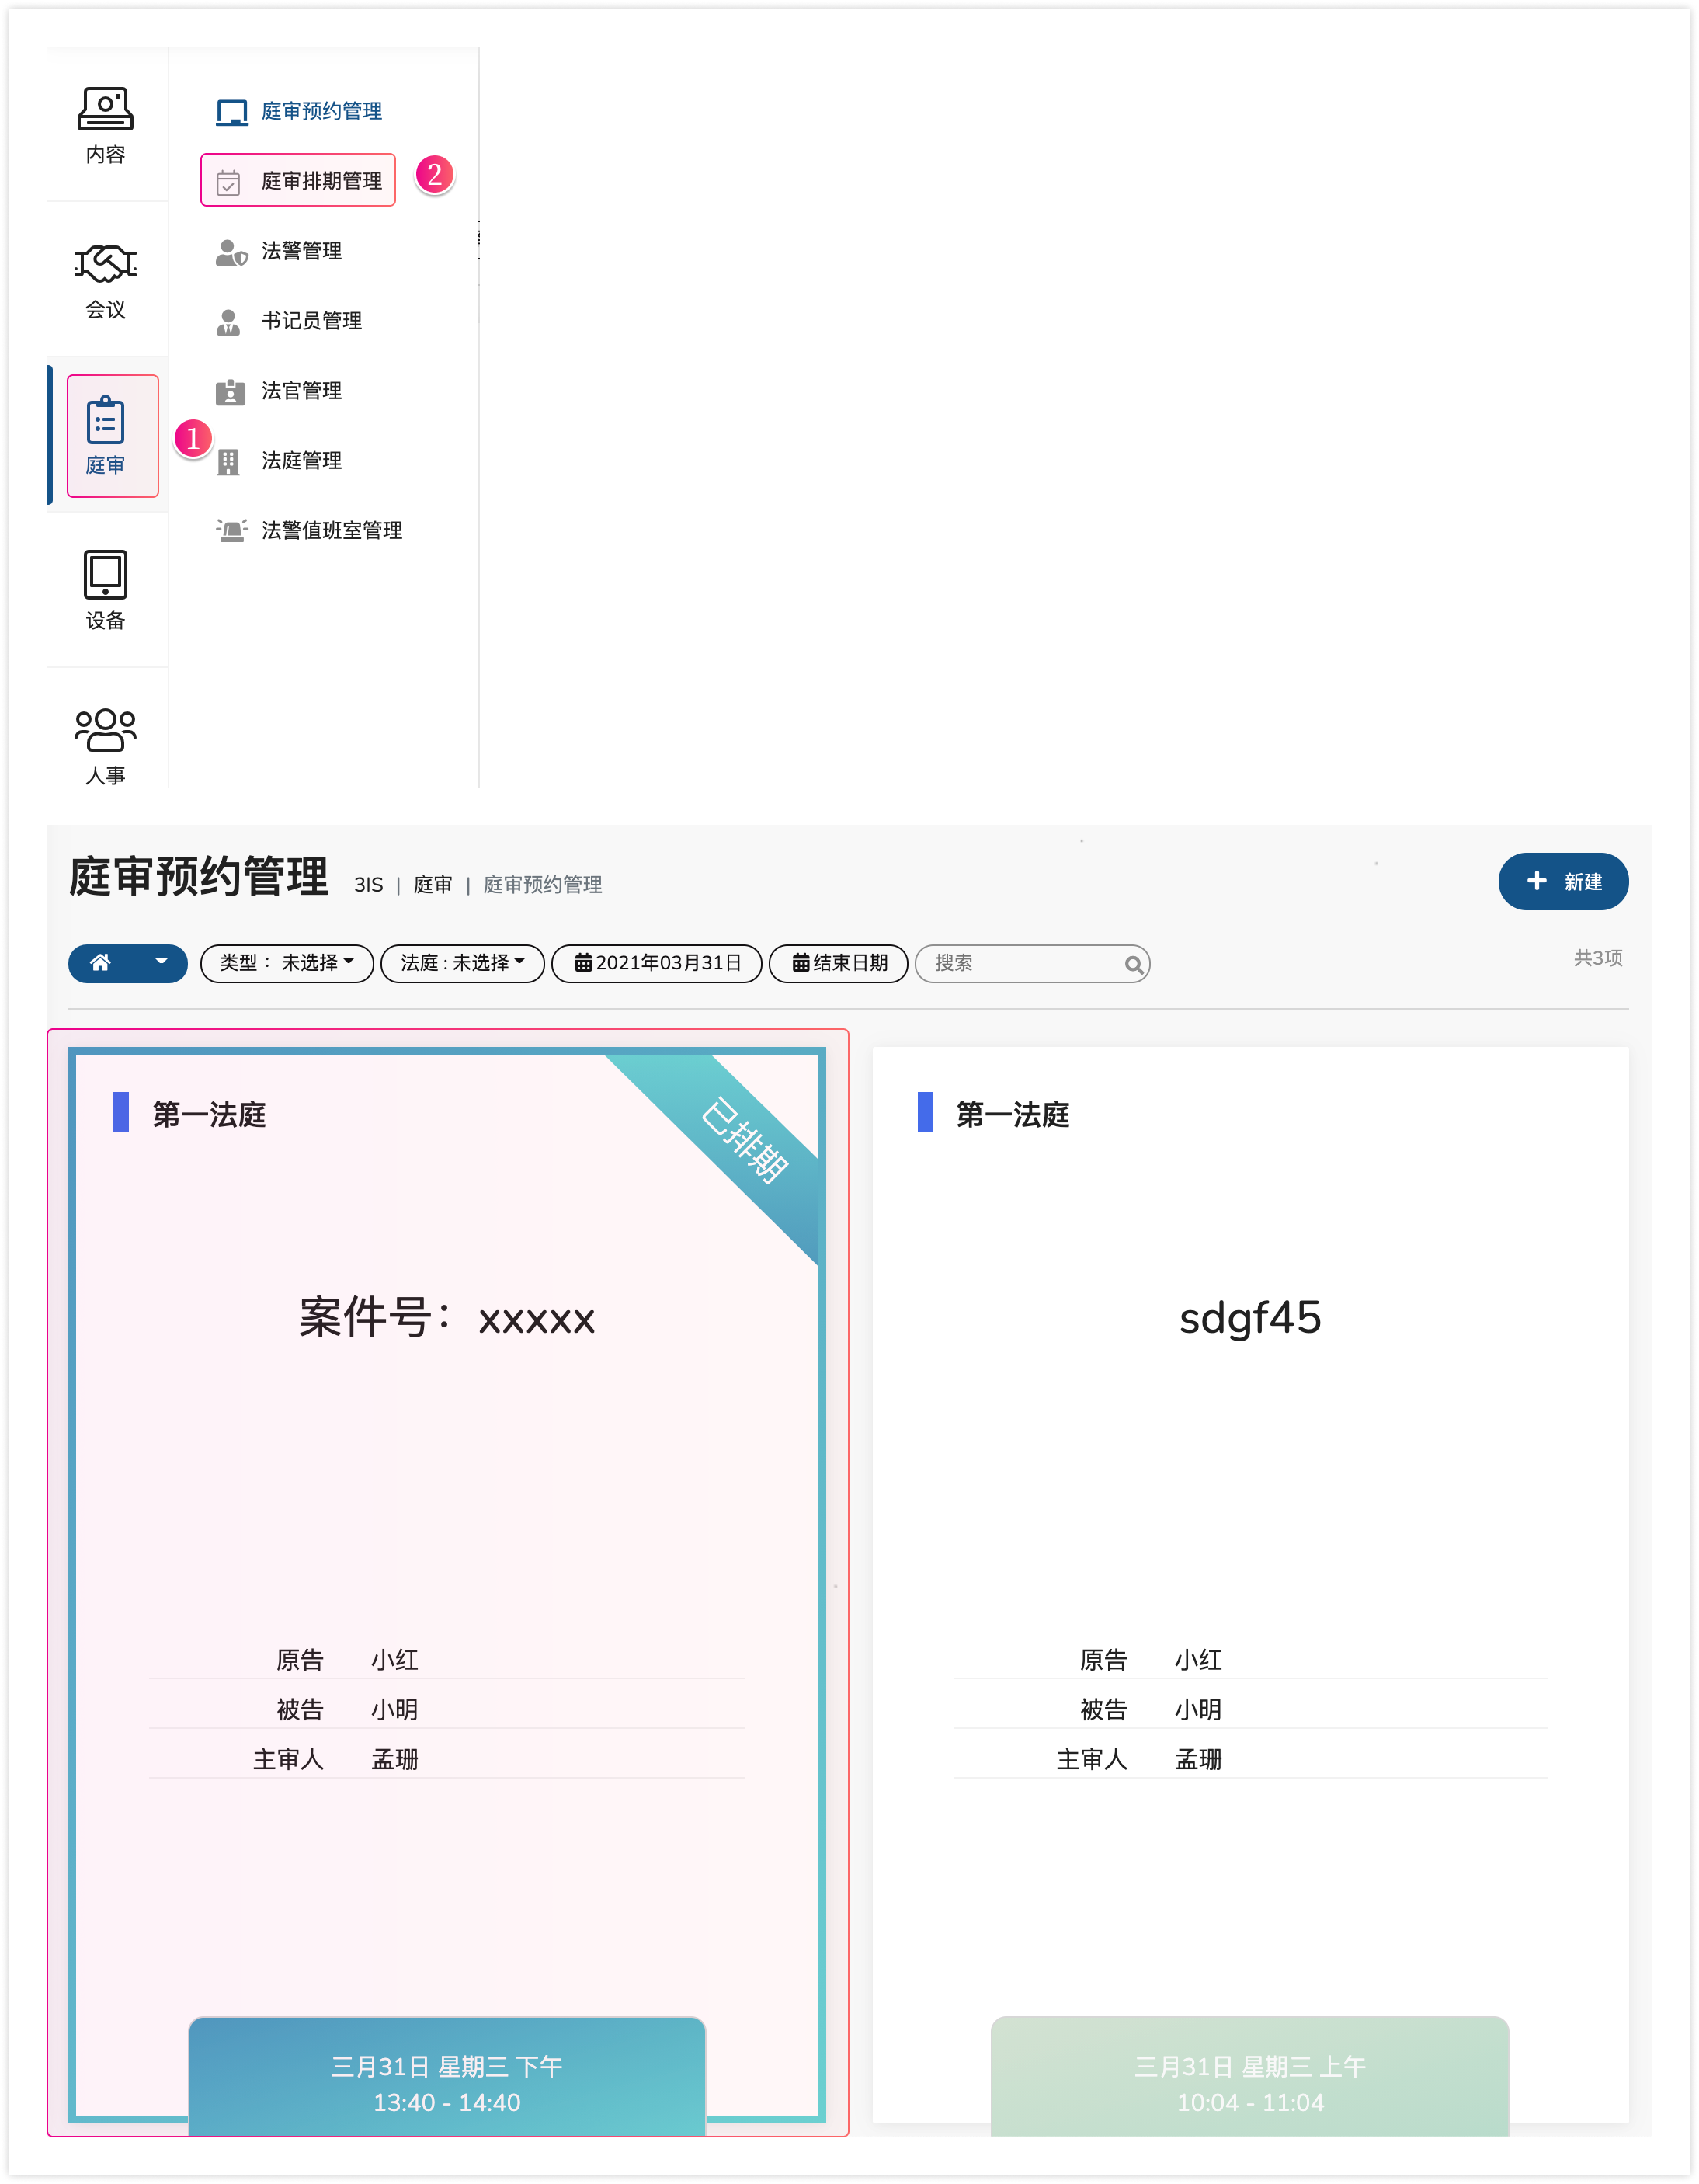 内容
会议
庭审
设备
人事
庭审预约管理
庭审排期管理
2
法警管理
书记员管理
法官管理
1
法庭管理
法警值班室管理
庭审预约管理
3IS | 庭审 | 庭审预约管理
新建
类型： 未选择
法庭 : 未选择
2021年03月31日
结束日期
搜索
共3项
第一法庭
已排期
案件号：xxxxx
原告 小红
被告 小明
主审人 孟珊
三月31日 星期三 下午
13:40 - 14:40
第一法庭
sdgf45
原告 小红
被告 小明
主审人 孟珊
三月31日 星期三 上午
10:04 - 11:04